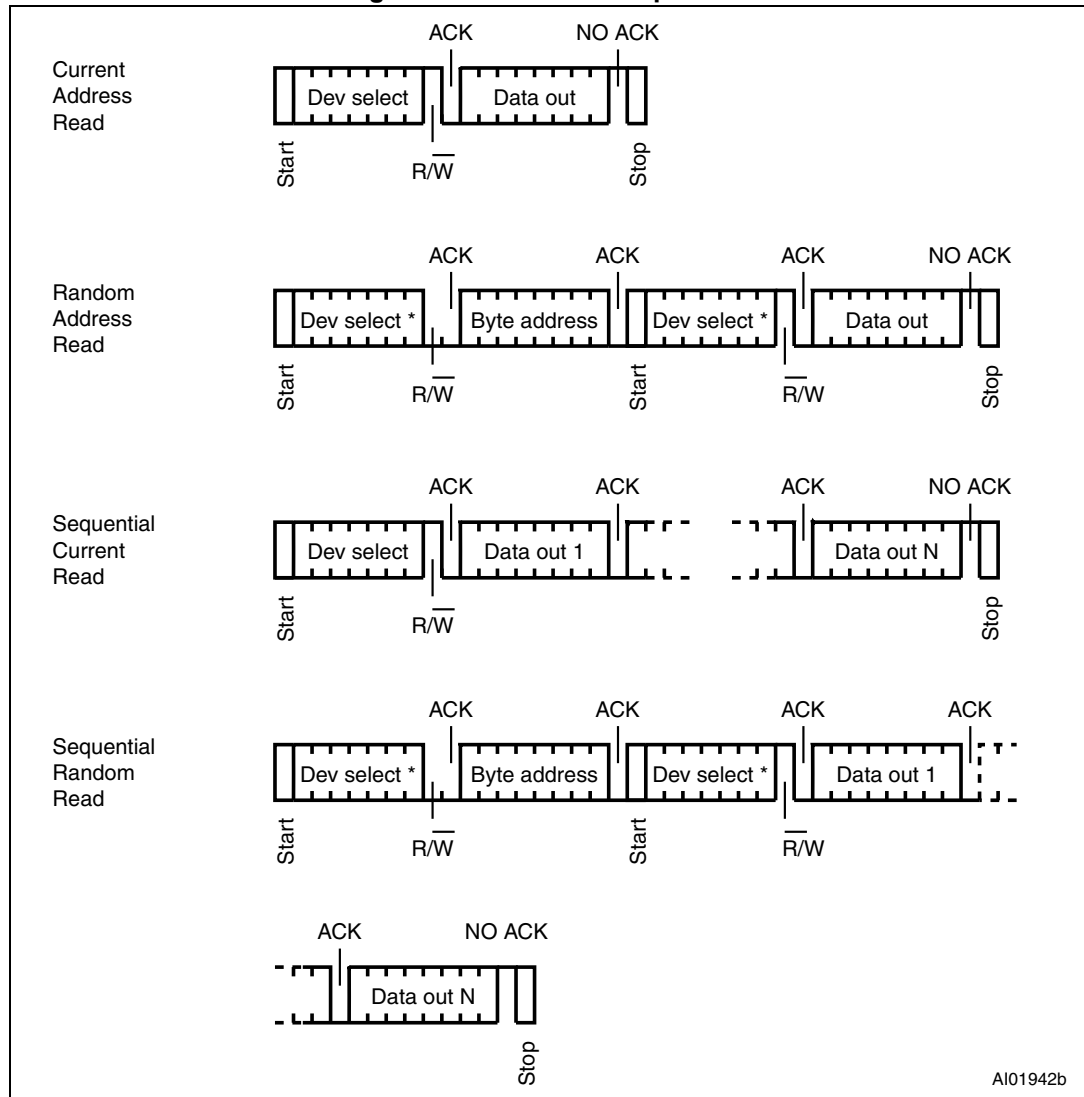 ACK NO ACK
Current
Address
Read
Dev select Data out
Start R/W̅ Stop
ACK ACK ACK NO ACK
Random
Address
Read
Dev select * Byte address Dev select * Data out
Start R/W̅ Start R̅/W Stop
ACK ACK ACK NO ACK
Sequential
Current
Read
Dev select Data out 1 Data out N
Start R/W̅ Stop
ACK ACK ACK ACK
Sequential
Random
Read
Dev select * Byte address Dev select * Data out 1
Start R/W̅ Start R̅/W
ACK NO ACK
Data out N
Stop
AI01942b